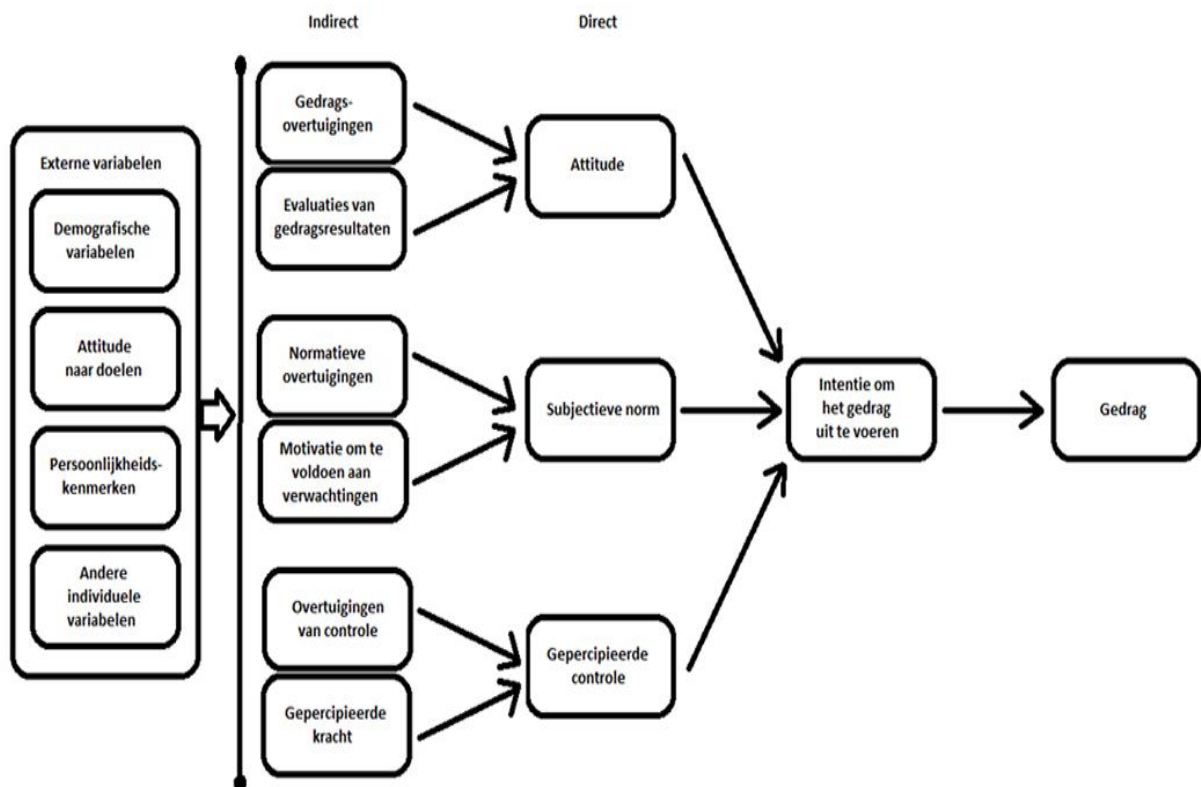 Indirect
Direct
Externe variabelen
Demografische
variabelen
Attitude
naar doelen
Persoonlijkheids-
kenmerken
Andere
individuele
variabelen
Gedrags-
overtuigingen
Evaluaties van
gedragsresultaten
Normatieve
overtuigingen
Motivatie om te
voldoen aan
verwachtingen
Overtuigingen
van controle
Gepercipieerde
kracht
Attitude
Subjectieve norm
Gepercipieerde
controle
Intentie om
het gedrag
uit te voeren
Gedrag